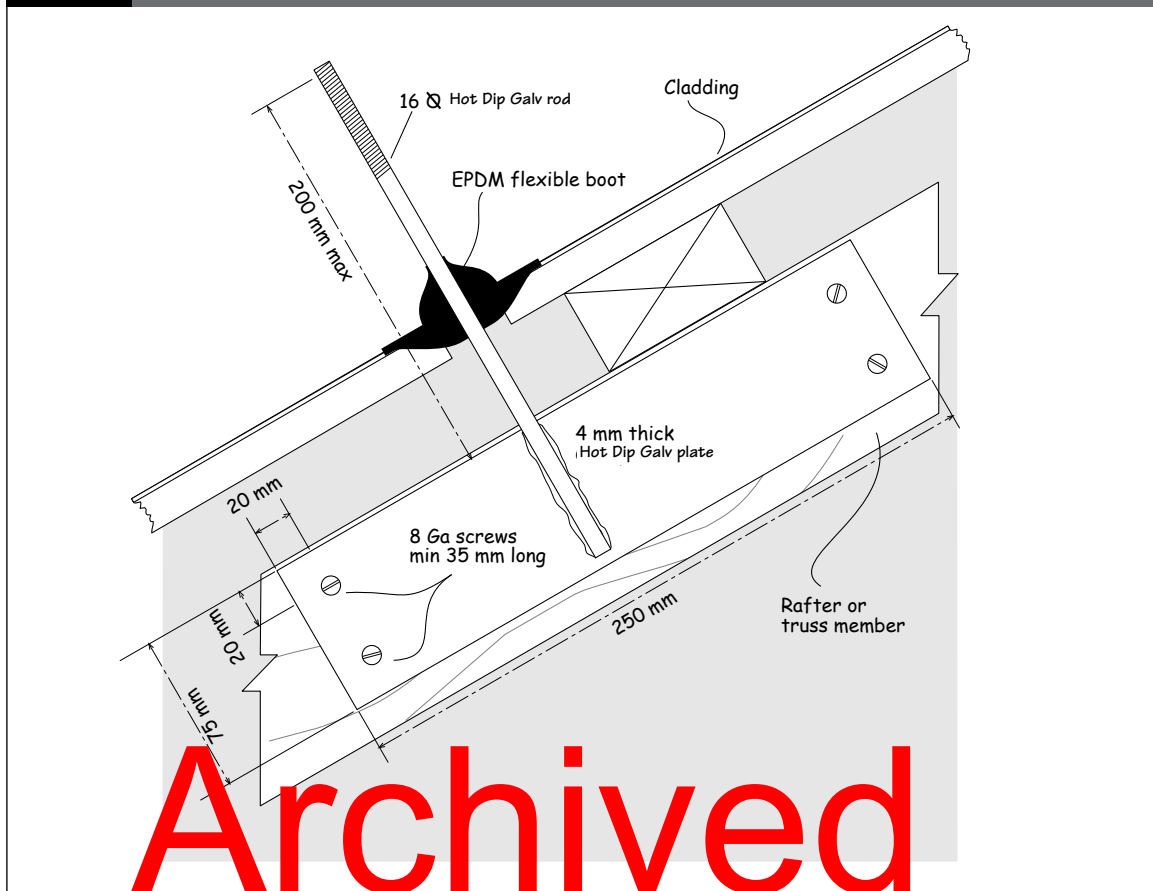 16 Ø Hot Dip Galv rod
Cladding
EPDM flexible boot
200 mm max
4 mm thick
Hot Dip Galv plate
20 mm
8 Ga screws
min 35 mm long
20 mm
250 mm
Rafter or
truss member
75 mm
Archived